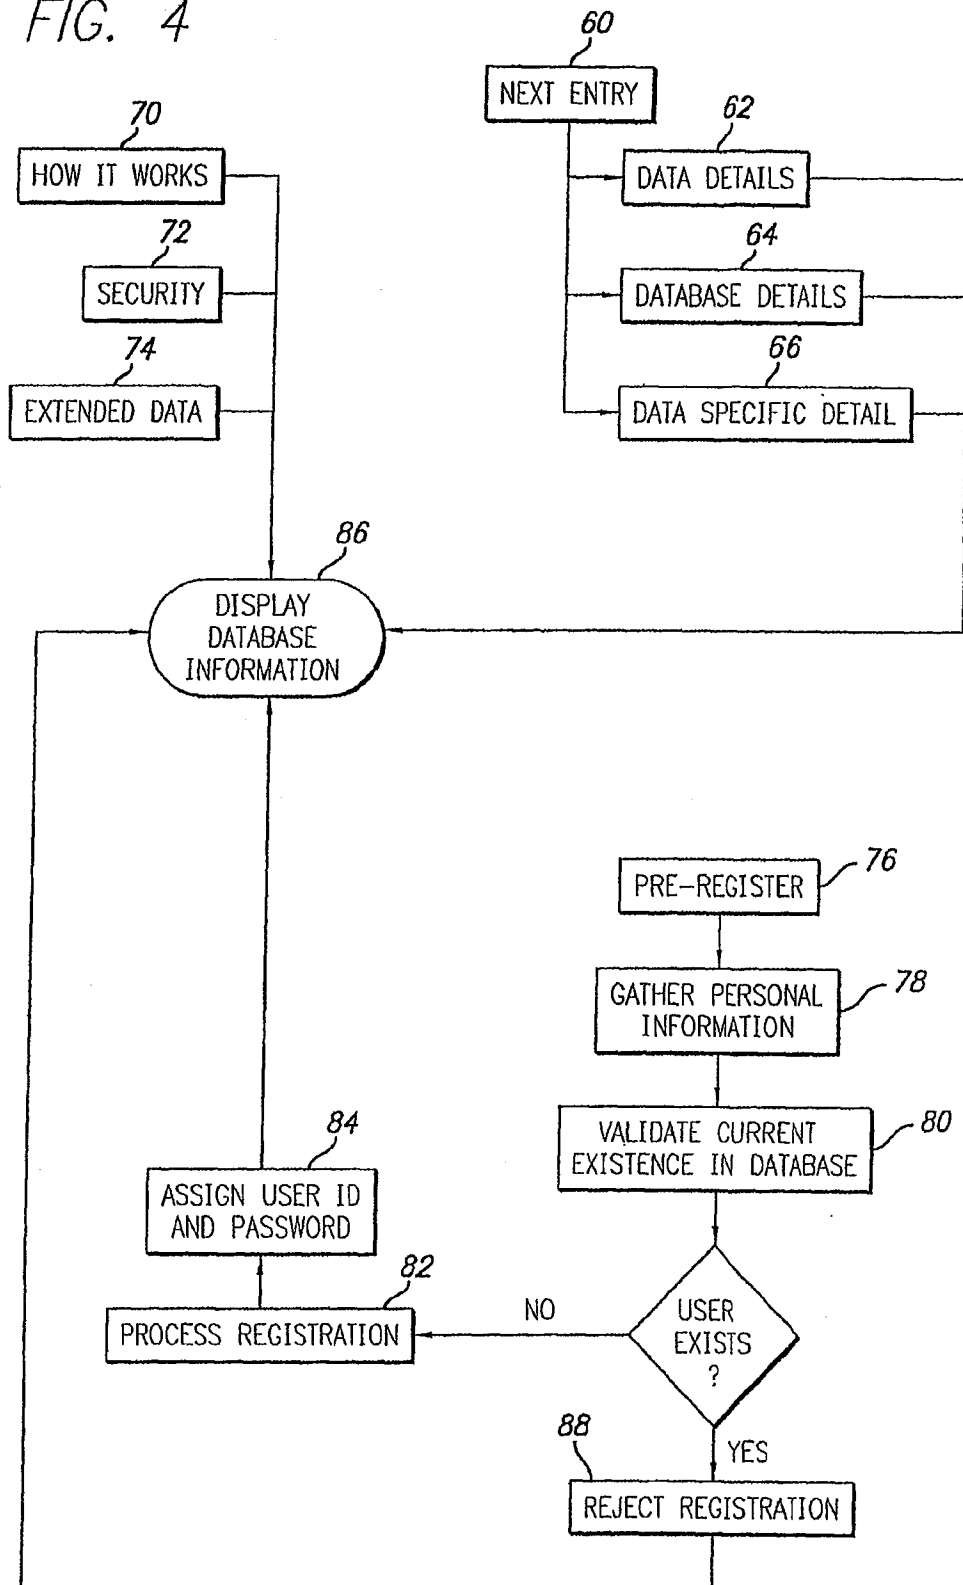 FIG. 4
60
NEXT ENTRY
70
HOW IT WORKS
62
DATA DETAILS
72
SECURITY
64
DATABASE DETAILS
74
EXTENDED DATA
66
DATA SPECIFIC DETAIL
86
DISPLAY
DATABASE
INFORMATION
76
PRE-REGISTER
78
GATHER PERSONAL
INFORMATION
80
VALIDATE CURRENT
EXISTENCE IN DATABASE
84
ASSIGN USER ID
AND PASSWORD
82
PROCESS REGISTRATION
NO
USER
EXISTS
?
YES
88
REJECT REGISTRATION